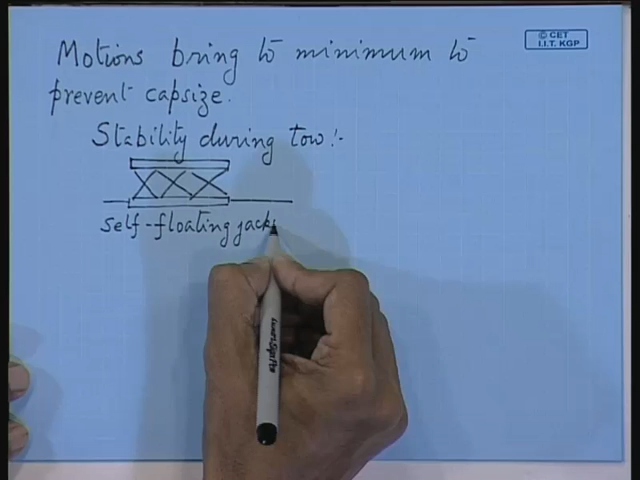 © CET
I.I.T. KGP
Motions bring to minimum to
prevent capsize.
Stability during tow :-
Self-floating jack